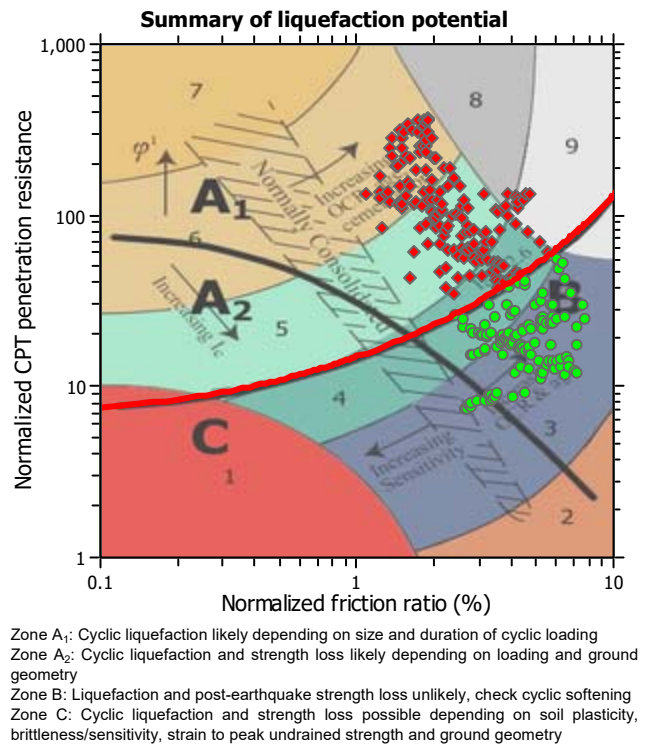 Summary of liquefaction potential
1,000
100
10
1
Normalized CPT penetration resistance
7
8
9
φ'
A1
Increasing
OCR
ceme
Normally Consolidated
6
A2
Increasing Ic
5
B
4
C
1
Increasing
Sensitivity
3
2
0.1
1
10
Normalized friction ratio (%)
Zone A1: Cyclic liquefaction likely depending on size and duration of cyclic loading
Zone A2: Cyclic liquefaction and strength loss likely depending on loading and ground
geometry
Zone B: Liquefaction and post-earthquake strength loss unlikely, check cyclic softening
Zone C: Cyclic liquefaction and strength loss possible depending on soil plasticity,
brittleness/sensitivity, strain to peak undrained strength and ground geometry